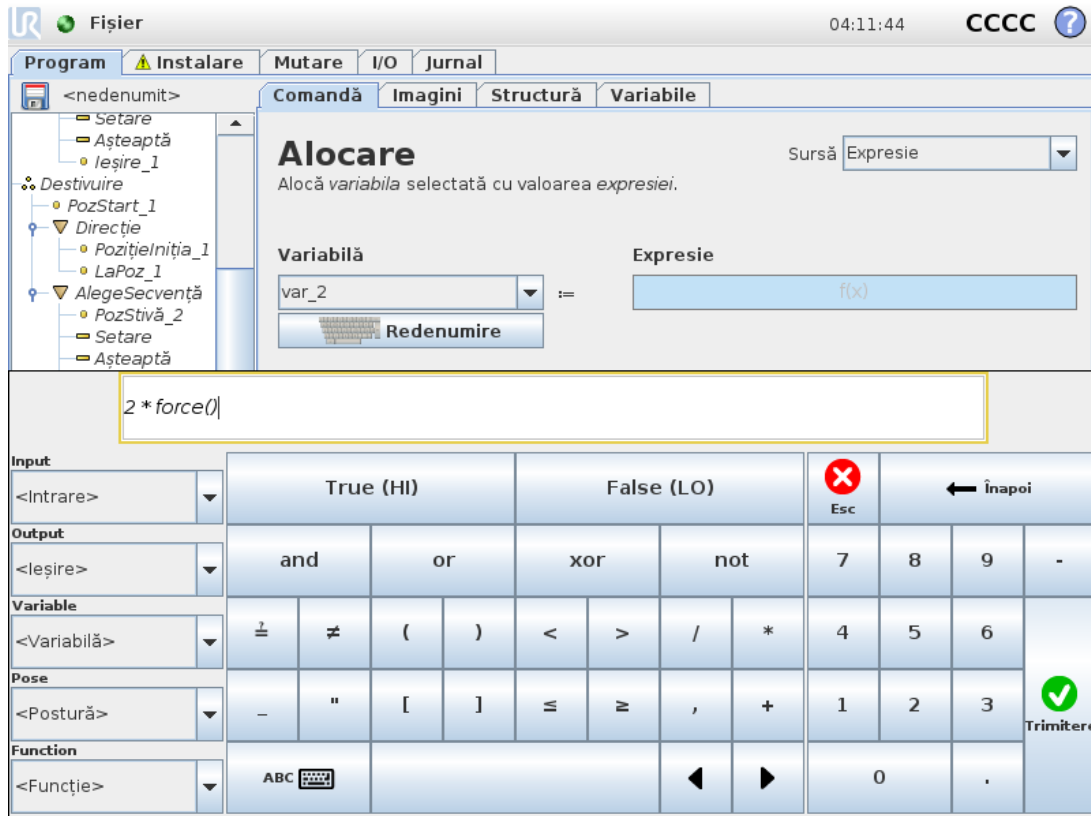 UR Fișier 04:11:44 CCCC ?
Program Instalare Mutare I/O Jurnal
<nedenumit> Comandă Imagini Structură Variabile
Setare
Așteaptă
Ieșire_1
Destivuire
PozStart_1
Direcție
PozițieIniția_1
LaPoz_1
AlegeSecvență
PozStivă_2
Setare
Așteaptă
Alocare
Sursă Expresie
Alocă variabila selectată cu valoarea expresiei.
Variabilă Expresie
var_2 := f(x)
Redenumire
2 * force()
Input
<Intrare>
True (HI) False (LO) Esc Înapoi
Output
<Ieșire>
and or xor not 7 8 9 -
Variable
<Variabilă>
≟ ≠ ( ) < > / * 4 5 6
Pose
<Postură>
_ " [ ] ≤ ≥ , + 1 2 3 Trimitere
Function
<Funcție>
ABC 0 .